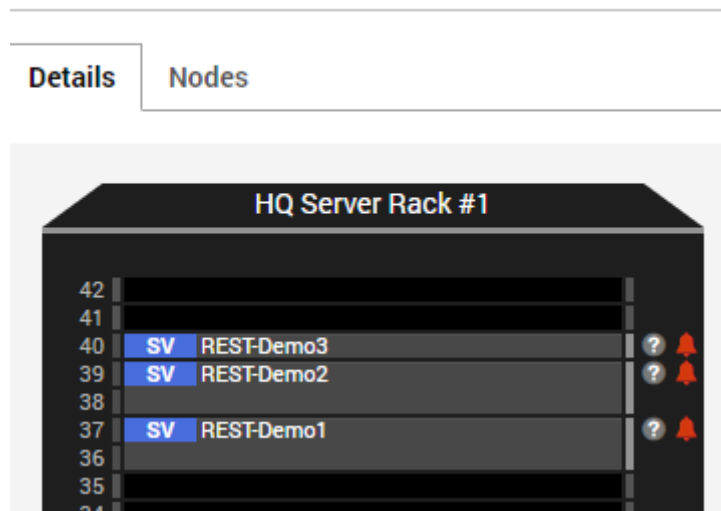 Details Nodes
HQ Server Rack #1
42
41
40 SV REST-Demo3 ?
39 SV REST-Demo2 ?
38
37 SV REST-Demo1 ?
36
35
34